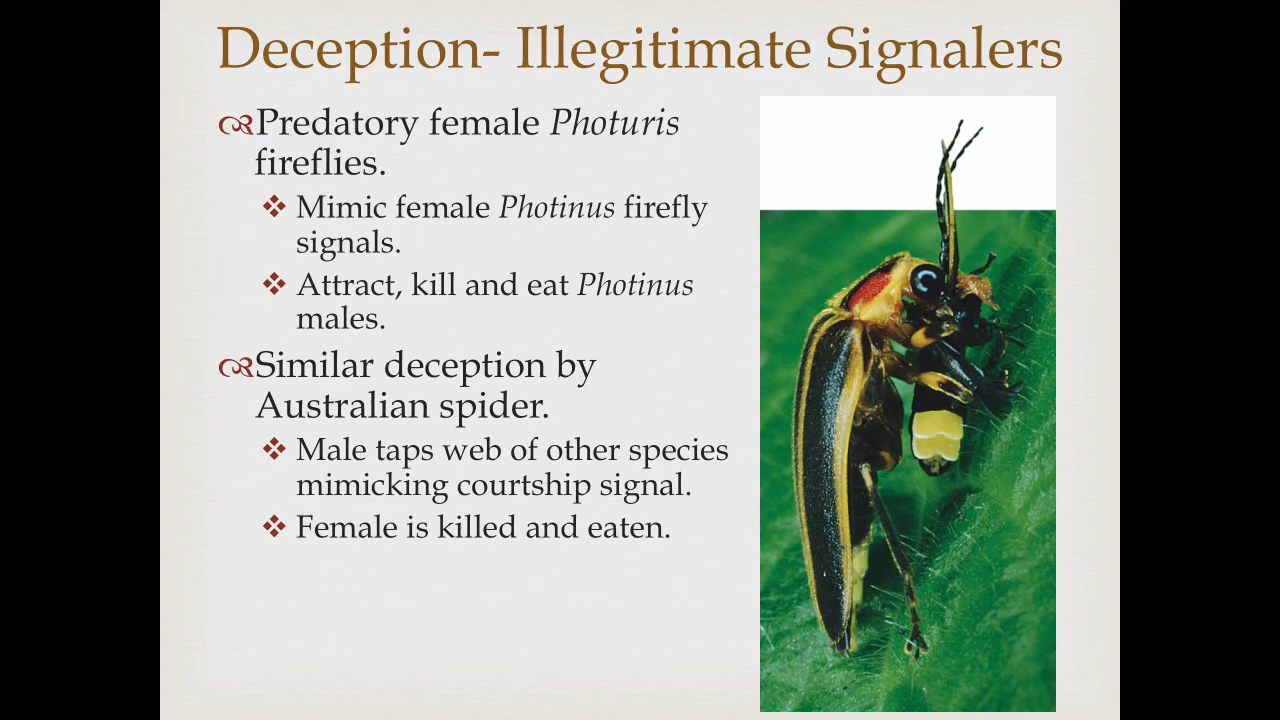 Deception- Illegitimate Signalers
Predatory female Photuris
fireflies.
Mimic female Photinus firefly
signals.
Attract, kill and eat Photinus
males.
Similar deception by
Australian spider.
Male taps web of other species
mimicking courtship signal.
Female is killed and eaten.